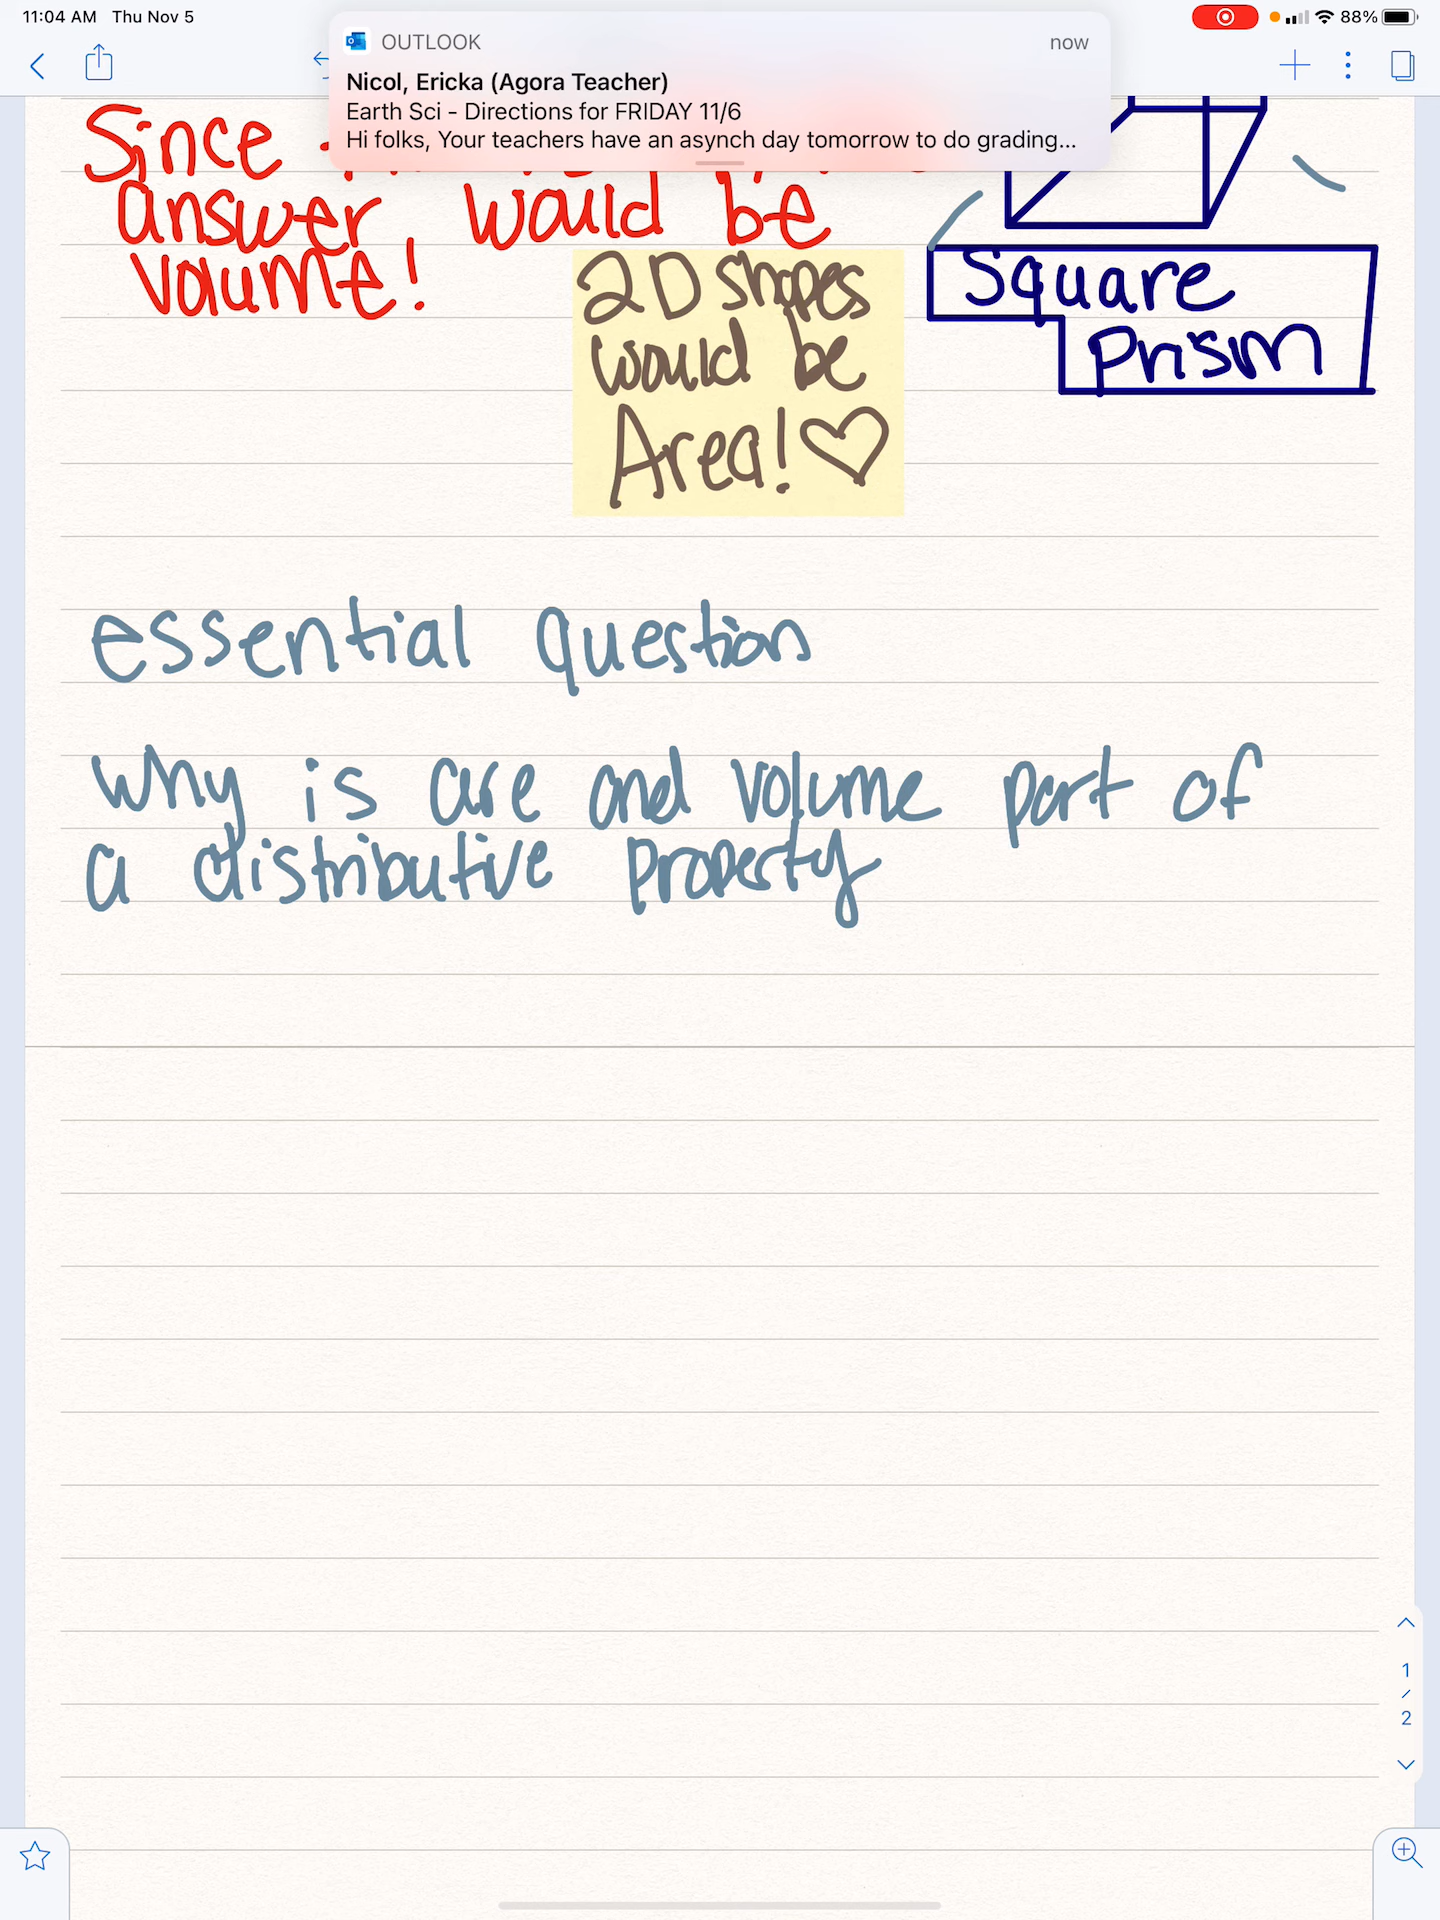 11:04 AM Thu Nov 5
88%
OUTLOOK
now
Nicol, Ericka (Agora Teacher)
Earth Sci - Directions for FRIDAY 11/6
Hi folks, Your teachers have an asynch day tomorrow to do grading...
Since
answer would be
volume!
2D shapes
would be
Area!
Square
Prism
essential question
why is are and volume part of
a distributive property
1
/
2